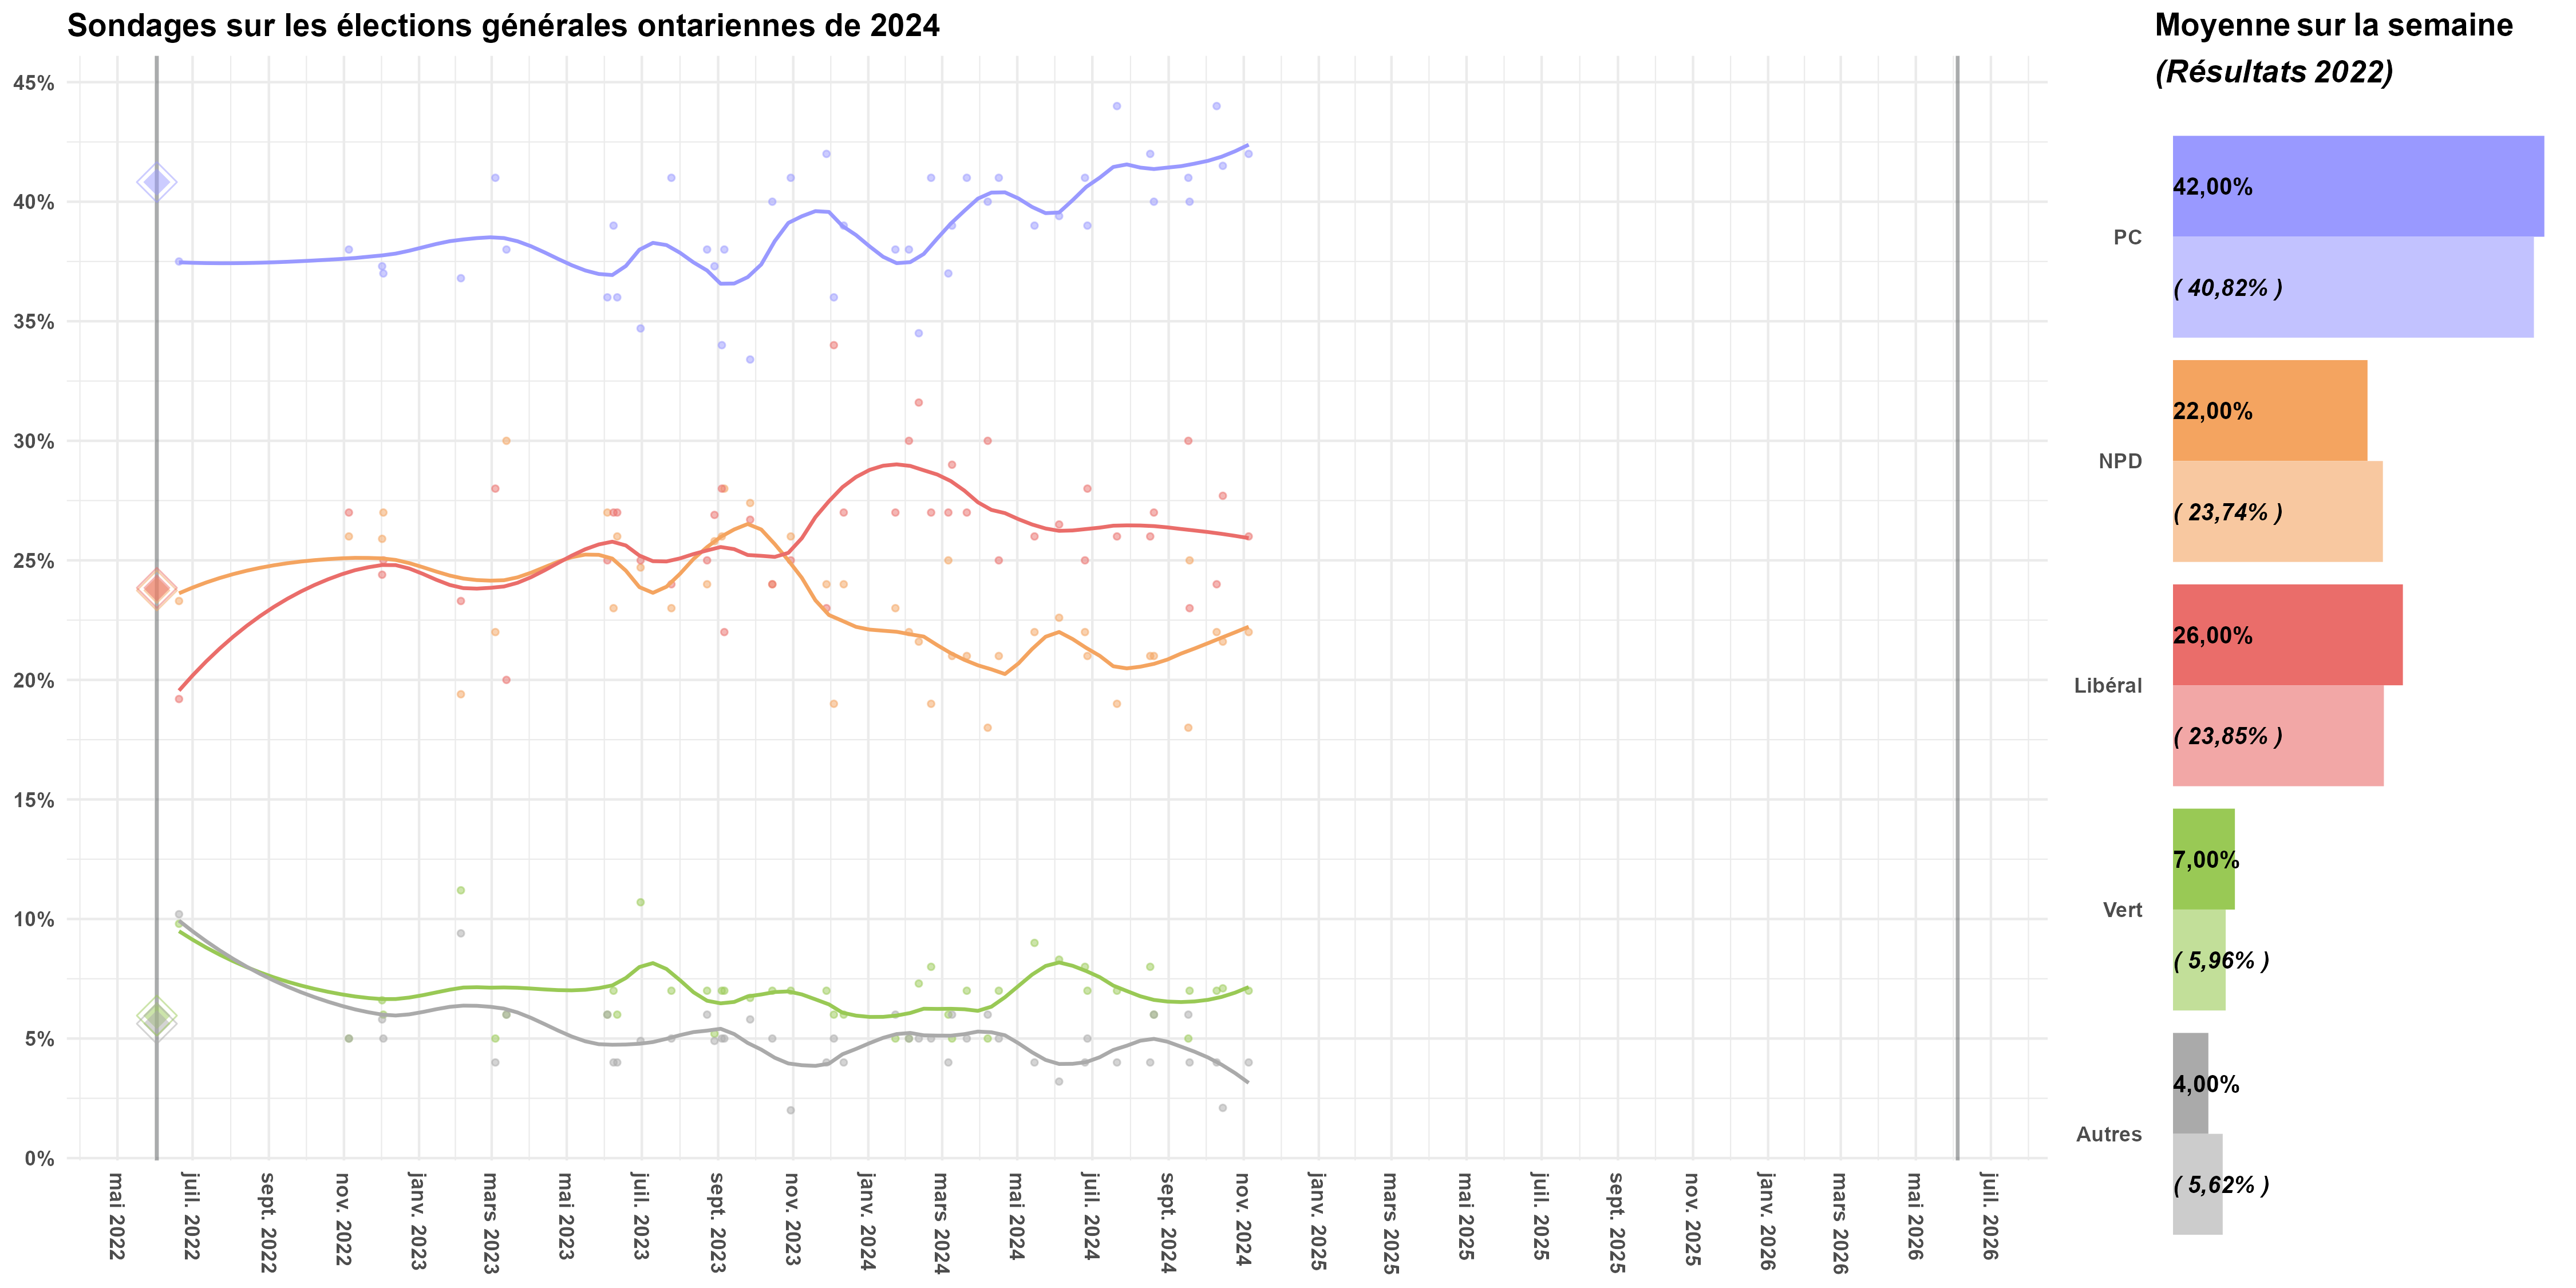 Sondages sur les élections générales ontariennes de 2024
45%
40%
35%
30%
25%
20%
15%
10%
5%
0%
mai 2022
juil. 2022
sept. 2022
nov. 2022
janv. 2023
mars 2023
mai 2023
juil. 2023
sept. 2023
nov. 2023
janv. 2024
mars 2024
mai 2024
juil. 2024
sept. 2024
nov. 2024
janv. 2025
mars 2025
mai 2025
juil. 2025
sept. 2025
nov. 2025
janv. 2026
mars 2026
mai 2026
juil. 2026
Moyenne sur la semaine
(Résultats 2022)
PC
42,00%
( 40,82% )
NPD
22,00%
( 23,74% )
Libéral
26,00%
( 23,85% )
Vert
7,00%
( 5,96% )
Autres
4,00%
( 5,62% )